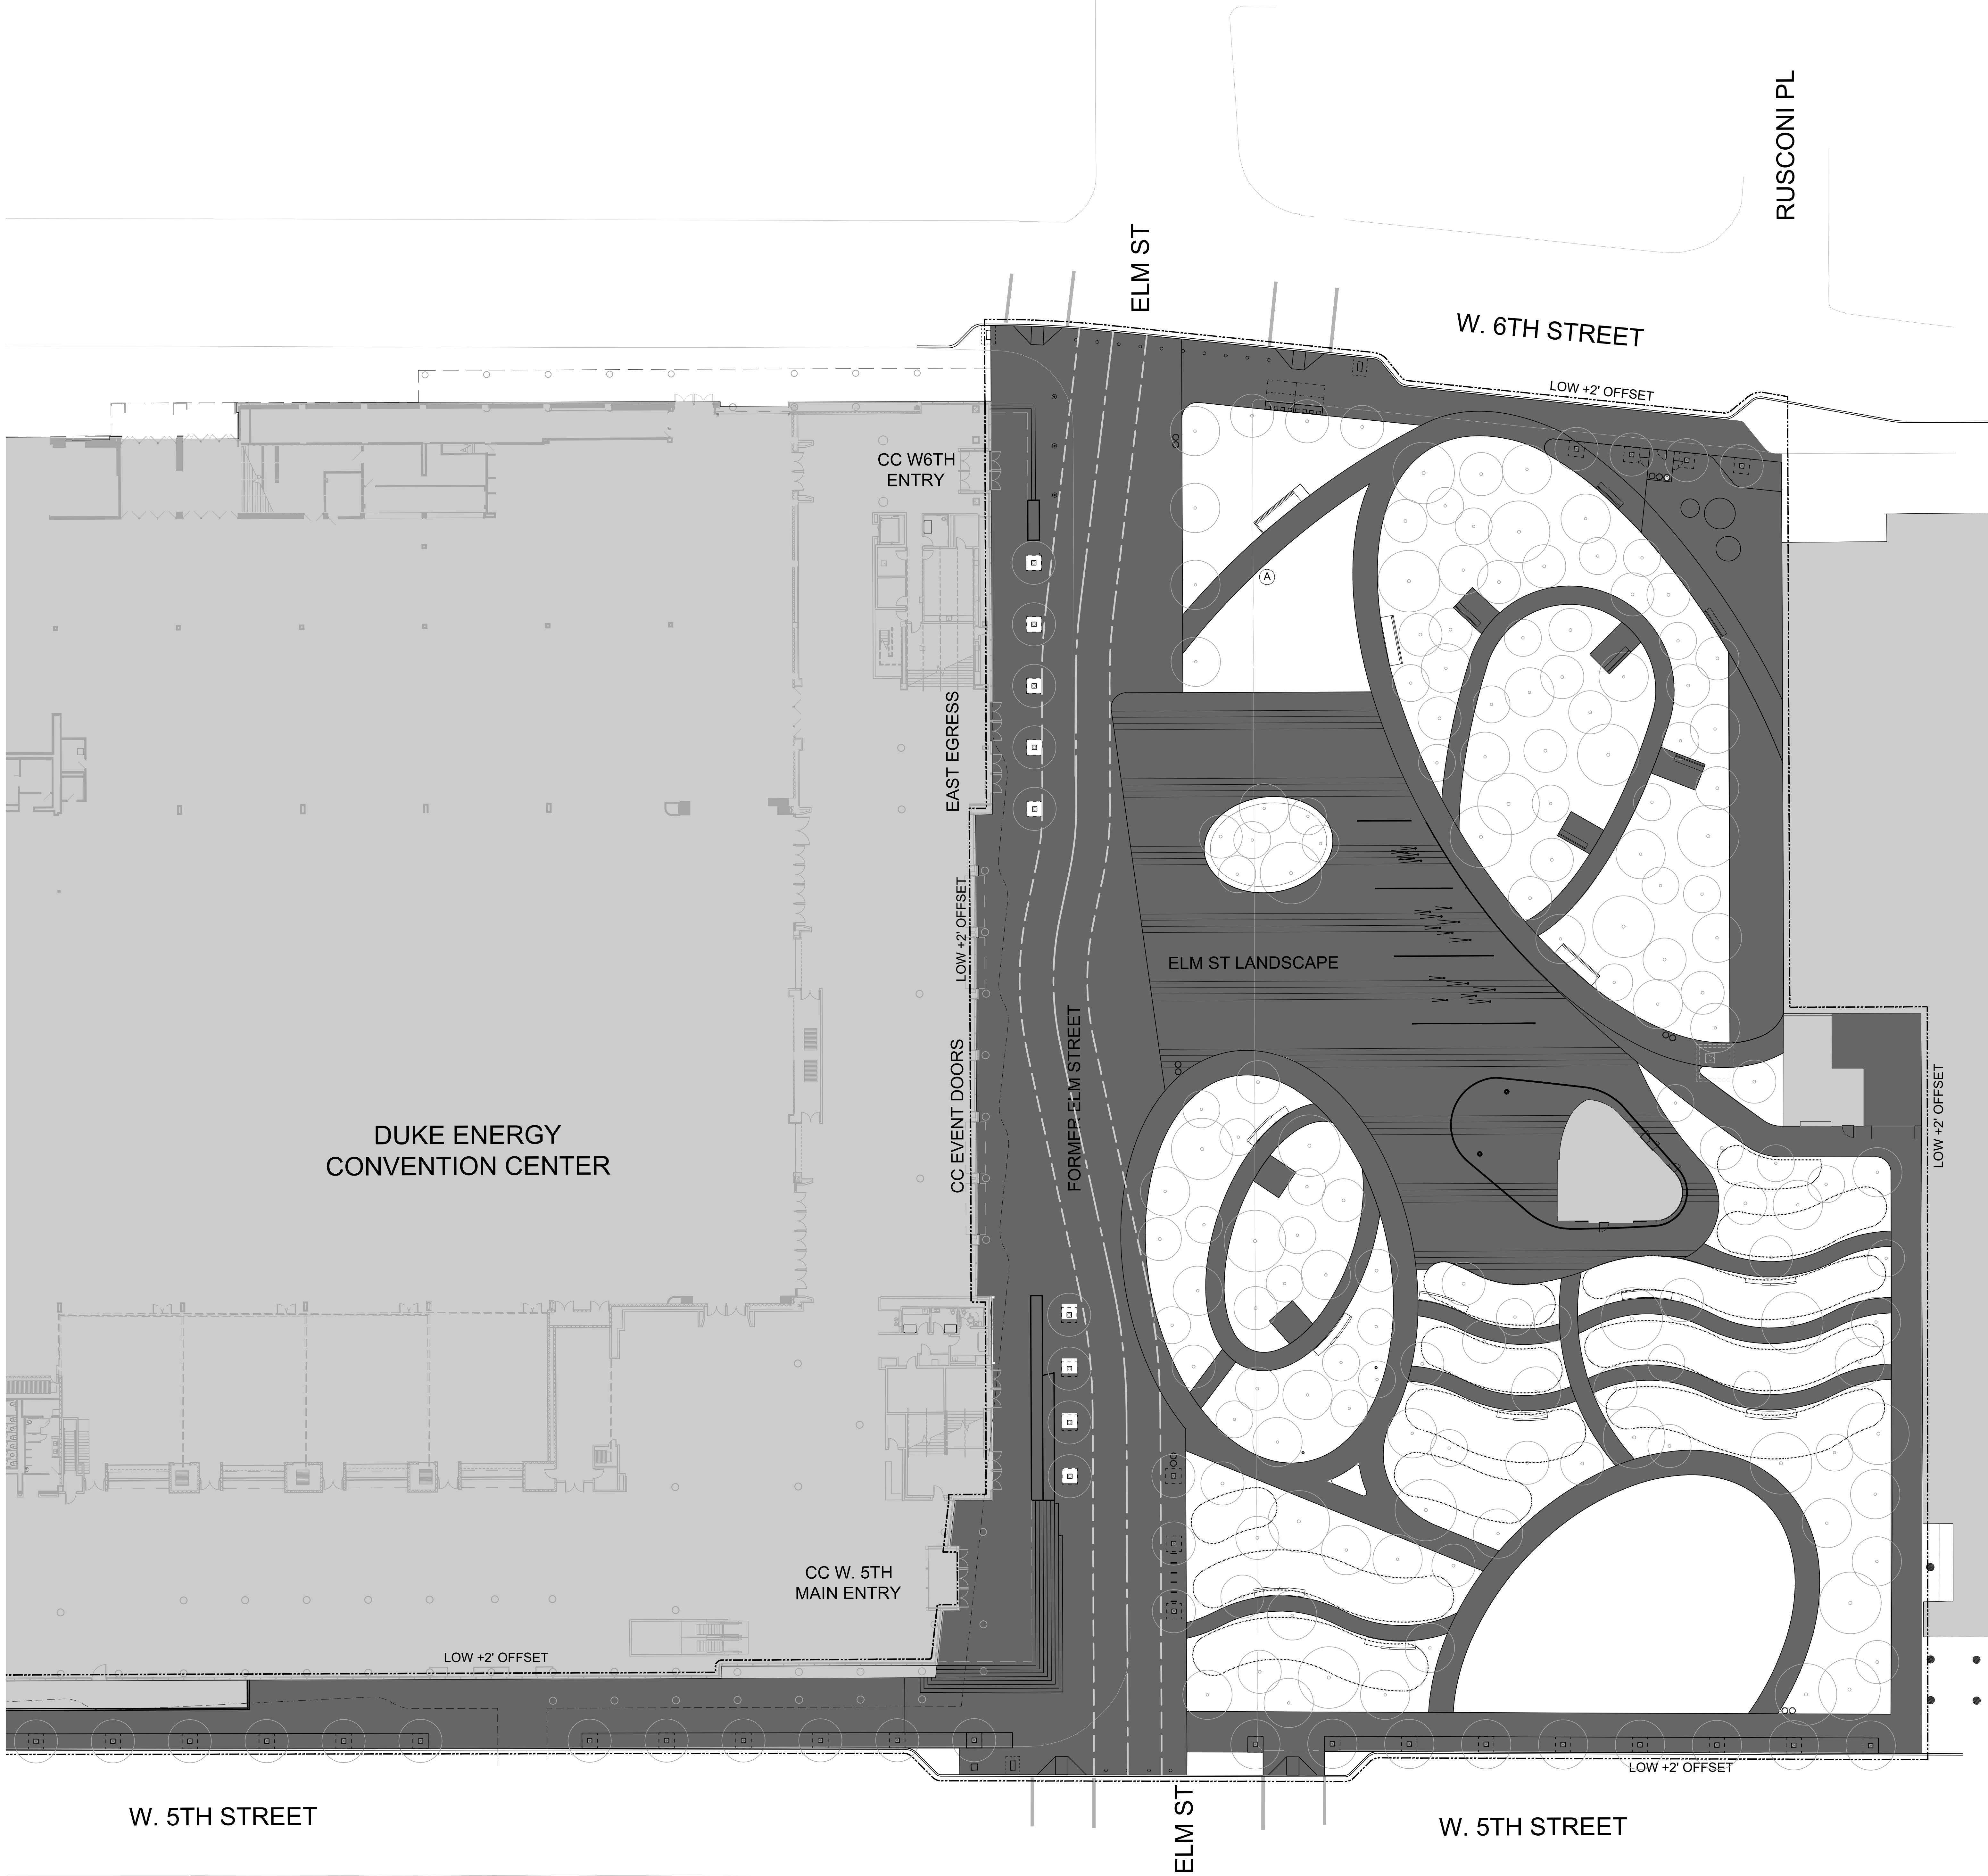 RUSCONI PL
ELM ST
W. 6TH STREET
LOW +2' OFFSET
CC W6TH
ENTRY
A
EAST EGRESS
LOW +2' OFFSET
ELM ST LANDSCAPE
FORMER ELM STREET
CC EVENT DOORS
LOW +2' OFFSET
DUKE ENERGY
CONVENTION CENTER
CC W. 5TH
MAIN ENTRY
LOW +2' OFFSET
LOW +2' OFFSET
W. 5TH STREET
ELM ST
W. 5TH STREET